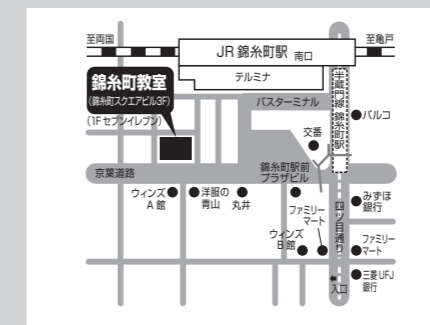 至両国
至亀戸
JR 錦糸町駅 南口
テルミナ
錦糸町教室
(錦糸町スクエアビル3F)
(1F セブンイレブン)
バスターミナル
半蔵門線 錦糸町駅
パルコ
交番
京葉道路
錦糸町駅前
プラザビル
ウィンズ
A 館
洋服の
青山
丸井
ファミリー
マート
四ツ目通り
みずほ
銀行
ウィンズ
B 館
ファミリー
マート
入口
三菱UFJ
銀行